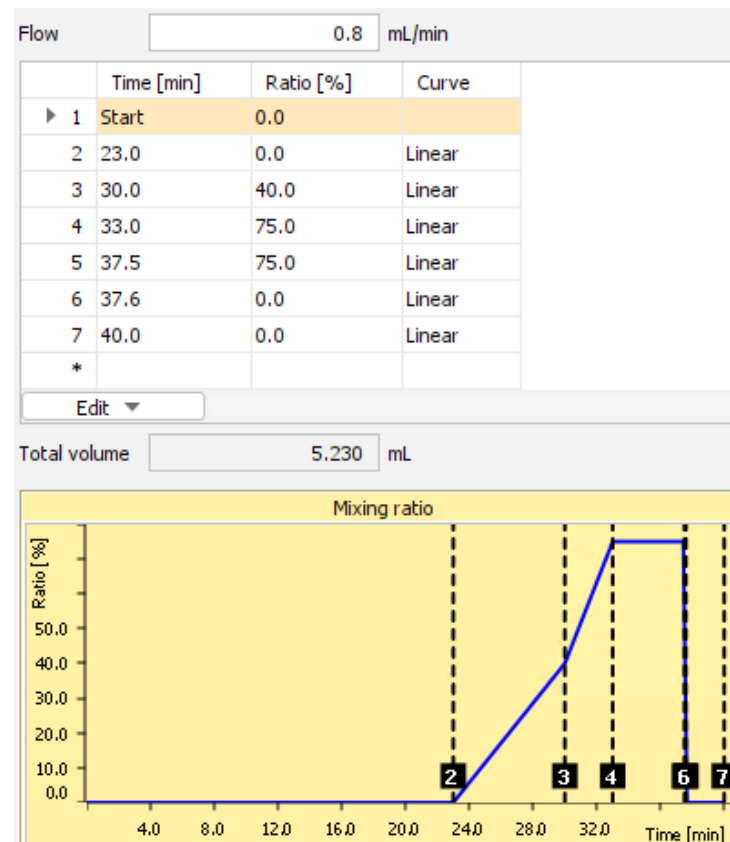 Flow 0.8 mL/min
Time [min] Ratio [%] Curve
1 Start 0.0
2 23.0 0.0 Linear
3 30.0 40.0 Linear
4 33.0 75.0 Linear
5 37.5 75.0 Linear
6 37.6 0.0 Linear
7 40.0 0.0 Linear
*
Edit
Total volume 5.230 mL
Mixing ratio
Ratio [%]
50.0
40.0
30.0
20.0
10.0
0.0
2 3 4 6 7
4.0 8.0 12.0 16.0 20.0 24.0 28.0 32.0 Time [min]